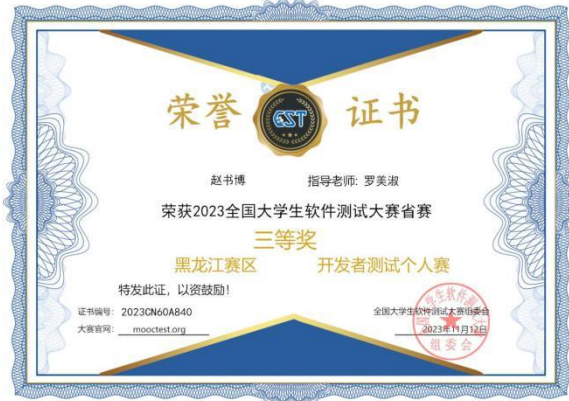 荣誉 证书
赵书博 指导老师: 罗美淑
荣获2023全国大学生软件测试大赛省赛
三等奖
黑龙江赛区 开发者测试个人赛
特发此证，以资鼓励！
证书编号: 2023CN60A840 全国大学生软件测试大赛组委会
大赛官网: mooctest.org 2023年11月12日
组委会